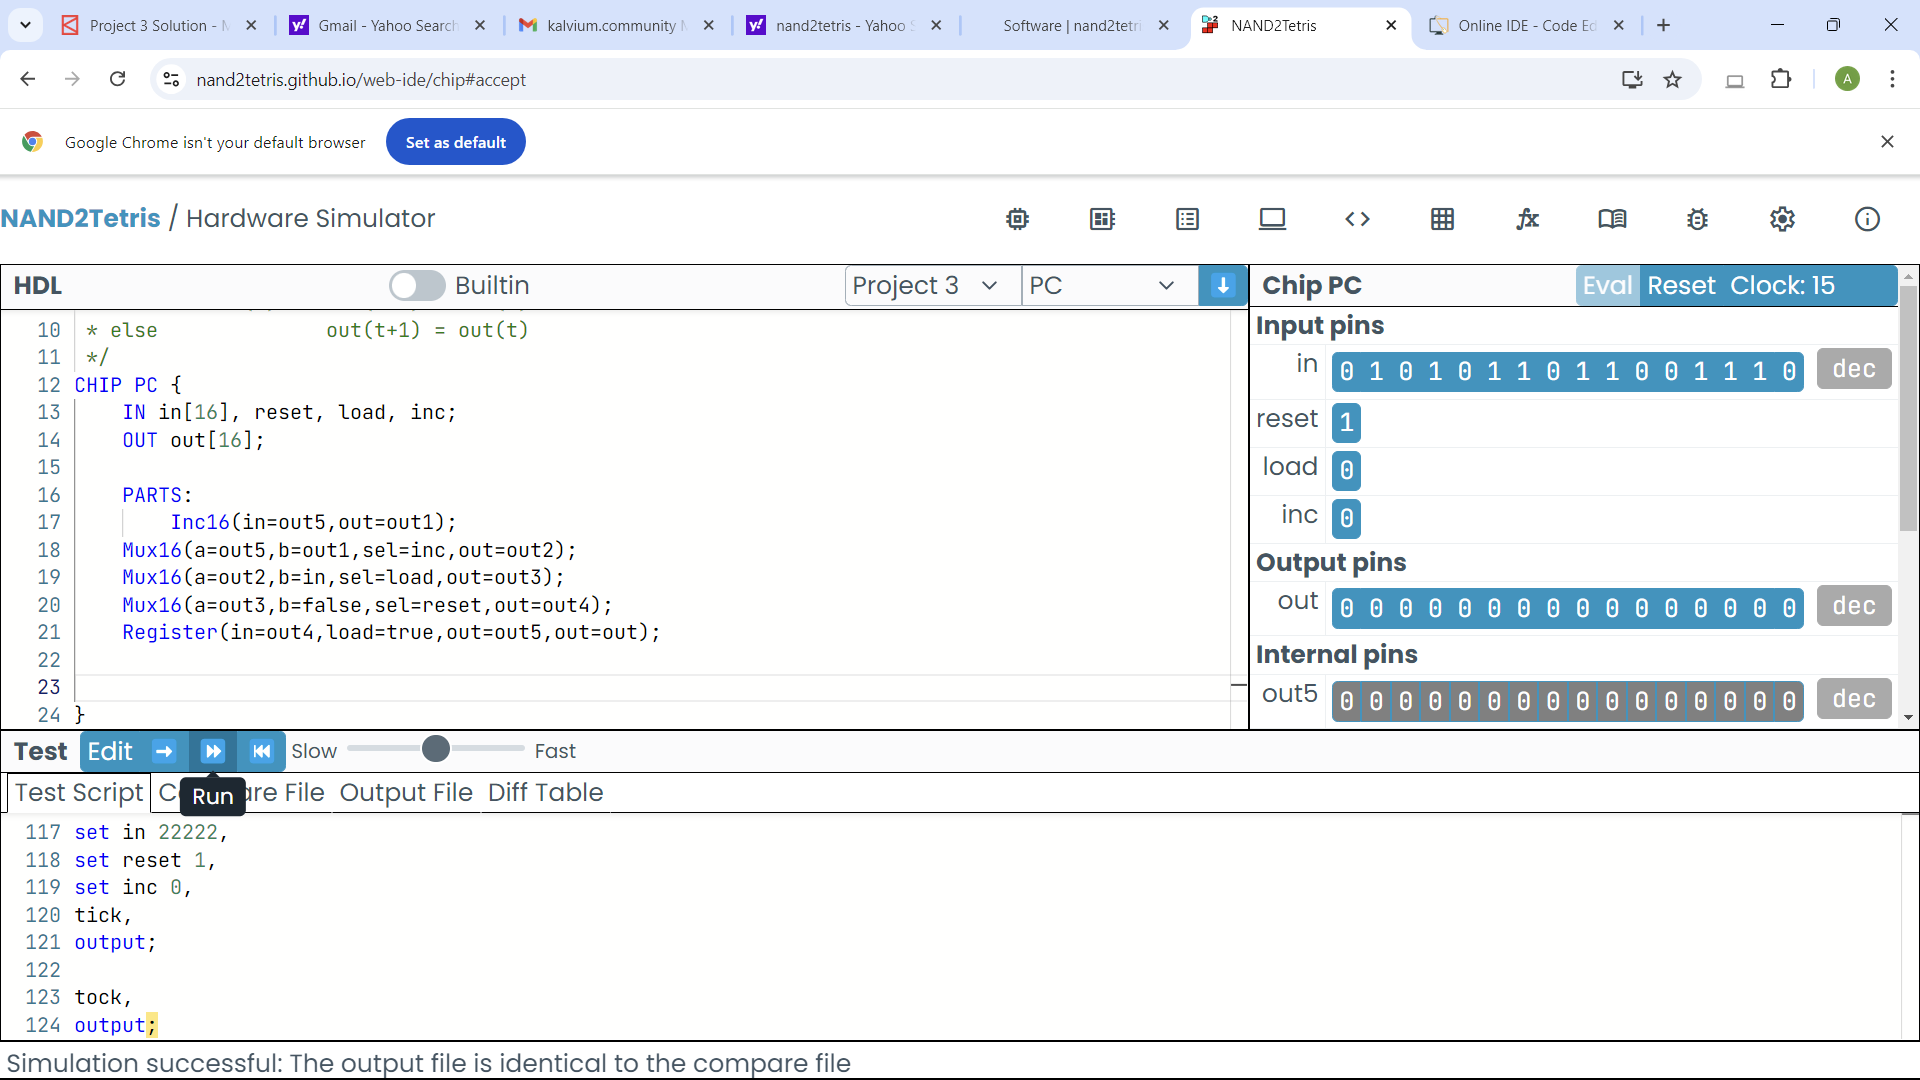 Project 3 Solution - M
Gmail - Yahoo Search
kalvium.community M
nand2tetris - Yahoo S
Software | nand2tetri
NAND2Tetris
Online IDE - Code Ed
nand2tetris.github.io/web-ide/chip#accept
A
Google Chrome isn't your default browser
Set as default
NAND2Tetris / Hardware Simulator
HDL
Builtin
Project 3
PC
10 * else out(t+1) = out(t)
11 */
12 CHIP PC {
13 IN in[16], reset, load, inc;
14 OUT out[16];
15
16 PARTS:
17 Inc16(in=out5,out=out1);
18 Mux16(a=out5,b=out1,sel=inc,out=out2);
19 Mux16(a=out2,b=in,sel=load,out=out3);
20 Mux16(a=out3,b=false,sel=reset,out=out4);
21 Register(in=out4,load=true,out=out5,out=out);
22
23
24 }
Chip PC
Eval Reset Clock: 15
Input pins
in 0 1 0 1 0 1 1 0 1 1 0 0 1 1 1 0 dec
reset 1
load 0
inc 0
Output pins
out 0 0 0 0 0 0 0 0 0 0 0 0 0 0 0 0 dec
Internal pins
out5 0 0 0 0 0 0 0 0 0 0 0 0 0 0 0 0 dec
Test Edit Slow Fast
Test Script C are File Output File Diff Table
Run
117 set in 22222,
118 set reset 1,
119 set inc 0,
120 tick,
121 output;
122
123 tock,
124 output;
Simulation successful: The output file is identical to the compare file